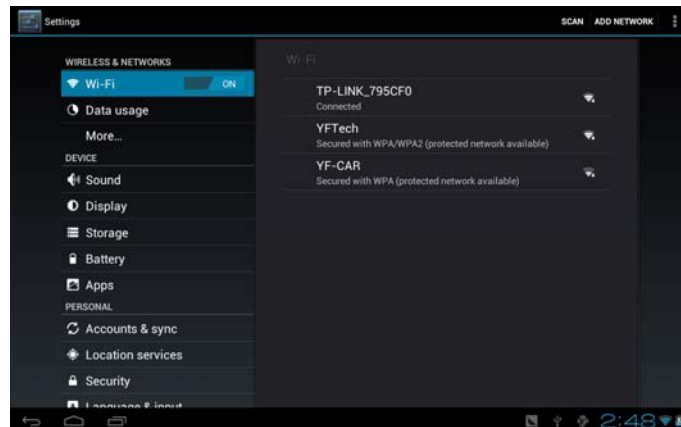 Settings
SCAN ADD NETWORK
WIRELESS & NETWORKS
Wi-Fi ON
Data usage
More...
DEVICE
Sound
Display
Storage
Battery
Apps
PERSONAL
Accounts & sync
Location services
Security
Language & input
Wi-Fi
TP-LINK_795CF0
Connected
YFTech
Secured with WPA/WPA2 (protected network available)
YF-CAR
Secured with WPA (protected network available)
2:48